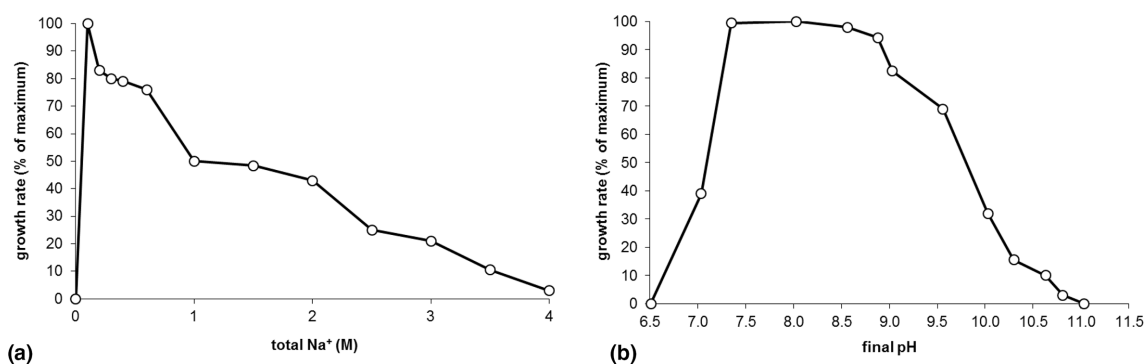 growth rate (% of maximum)
100
90
80
70
60
50
40
30
20
10
0
0 1 2 3 4
total Na⁺ (M)
(a)
growth rate (% of maximum)
100
90
80
70
60
50
40
30
20
10
0
6.5 7.0 7.5 8.0 8.5 9.0 9.5 10.0 10.5 11.0 11.5
final pH
(b)